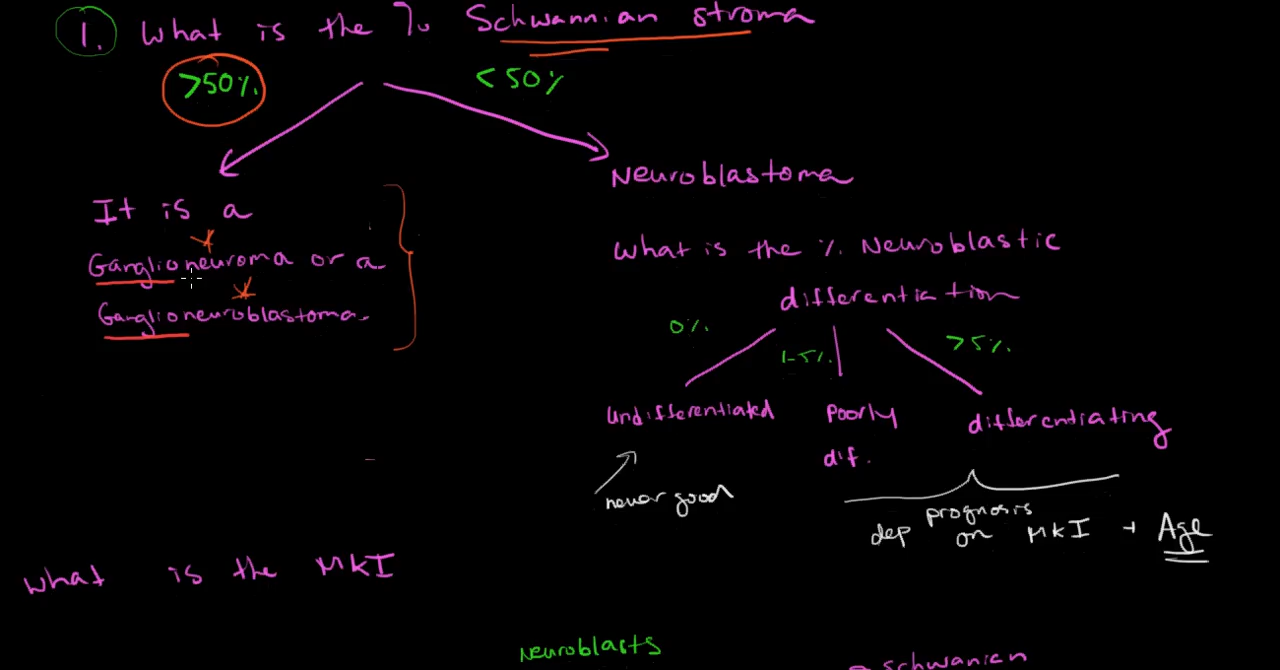 1. What is the % Schwannian stroma
>50%. <50%
It is a
Ganglioneuroma or a
Ganglioneuroblastoma.
Neuroblastoma
What is the % Neuroblastic
differentiation
0%. 1-5%. >5%.
undifferentiated
Poorly
dif.
differentiating
never good
prognosis
dep on MKI + Age
What is the MKI
Neuroblasts
schwanian